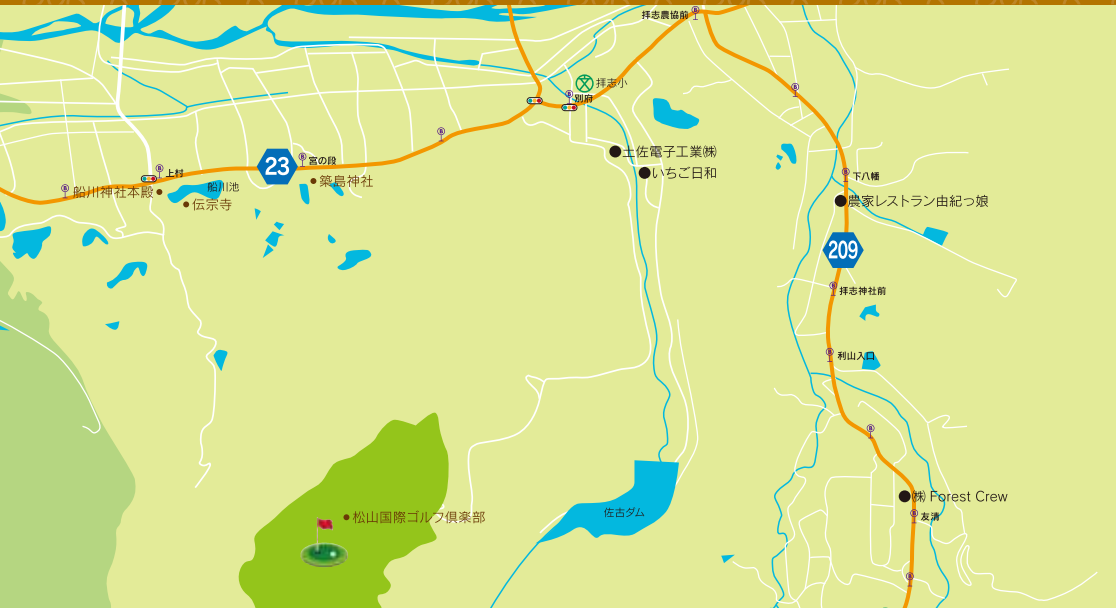 拝志農協前
拝志小
別府
土佐電子工業㈱
いちご日和
上村
23
宮の段
築島神社
船川池
船川神社本殿
伝宗寺
下八幡
農家レストラン由紀っ娘
209
拝志神社前
利山入口
㈱ Forest Crew
佐古ダム
友清
松山国際ゴルフ倶楽部